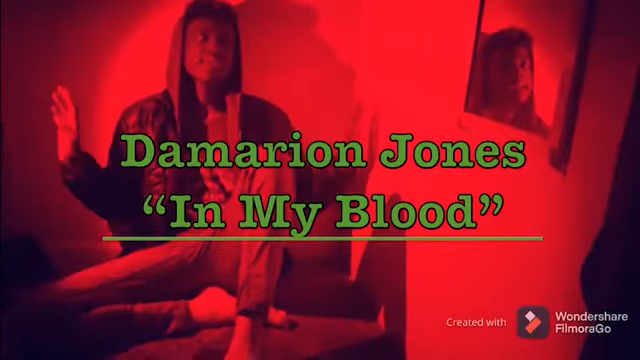 Damarion Jones
“In My Blood”
Created with
Wondershare
FilmoraGo